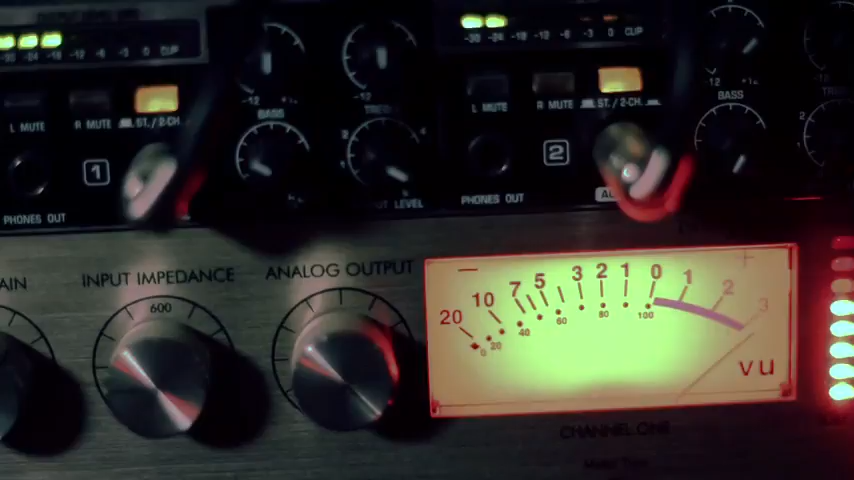 -30 -24 -18 -12 -6 -3 0 CLIP
-30 -24 -18 -12 -6 -3 0 CLIP
-12
-12
L MUTE R MUTE ST./2-CH.
BASS
L MUTE R MUTE ST./2-CH.
BASS
1
2
PHONES OUT
LEVEL
PHONES OUT
INPUT IMPEDANCE
ANALOG OUTPUT
600
- +
20 10 7 5 3 2 1 0 1 2 3
0 20 40 60 80 100
vu
CHANNEL ONE